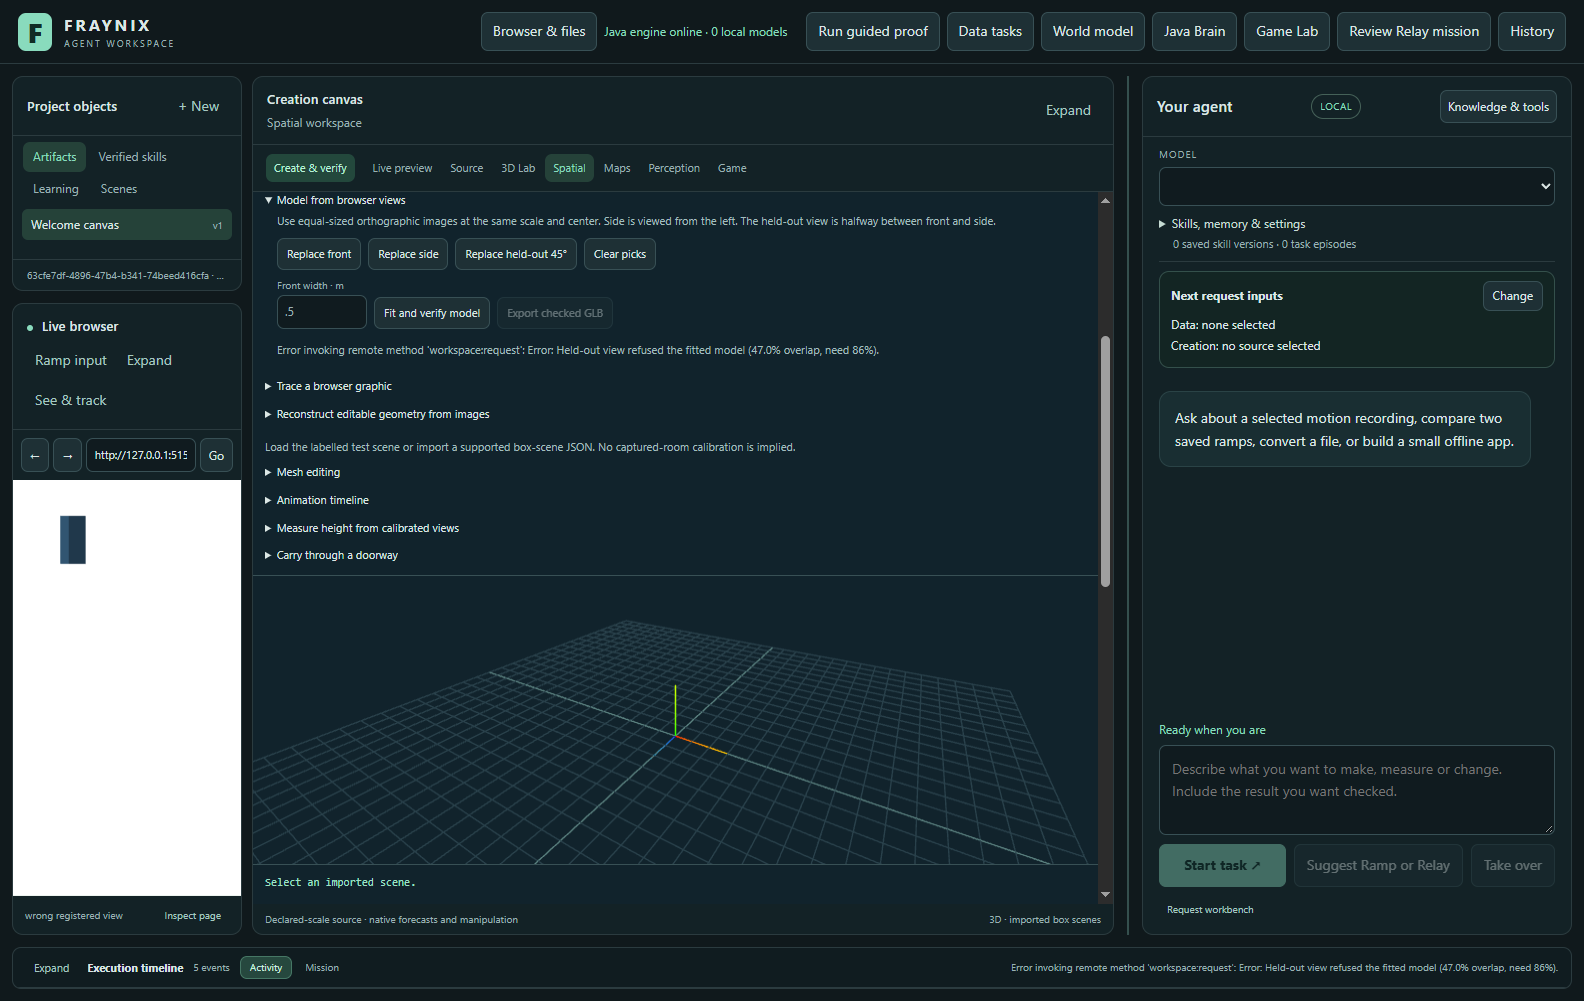 F FRAYNIX
AGENT WORKSPACE
Browser & files
Java engine online · 0 local models
Run guided proof
Data tasks
World model
Java Brain
Game Lab
Review Relay mission
History
Project objects
+ New
Artifacts
Verified skills
Learning
Scenes
Welcome canvas v1
63cfe7df-4896-47b4-b341-74beed416cfa · ...
Live browser
Ramp input
Expand
See & track
← → http://127.0.0.1:515 Go
wrong registered view
Inspect page
Creation canvas
Spatial workspace
Expand
Create & verify
Live preview
Source
3D Lab
Spatial
Maps
Perception
Game
Model from browser views
Use equal-sized orthographic images at the same scale and center. Side is viewed from the left. The held-out view is halfway between front and side.
Replace front
Replace side
Replace held-out 45°
Clear picks
Front width · m
.5
Fit and verify model
Export checked GLB
Error invoking remote method 'workspace:request': Error: Held-out view refused the fitted model (47.0% overlap, need 86%).
Trace a browser graphic
Reconstruct editable geometry from images
Load the labelled test scene or import a supported box-scene JSON. No captured-room calibration is implied.
Mesh editing
Animation timeline
Measure height from calibrated views
Carry through a doorway
Select an imported scene.
Declared-scale source · native forecasts and manipulation
3D · imported box scenes
Your agent
LOCAL
Knowledge & tools
MODEL
Skills, memory & settings
0 saved skill versions · 0 task episodes
Next request inputs
Change
Data: none selected
Creation: no source selected
Ask about a selected motion recording, compare two
saved ramps, convert a file, or build a small offline app.
Ready when you are
Describe what you want to make, measure or change.
Include the result you want checked.
Start task ↗
Suggest Ramp or Relay
Take over
Request workbench
Expand
Execution timeline
5 events
Activity
Mission
Error invoking remote method 'workspace:request': Error: Held-out view refused the fitted model (47.0% overlap, need 86%).